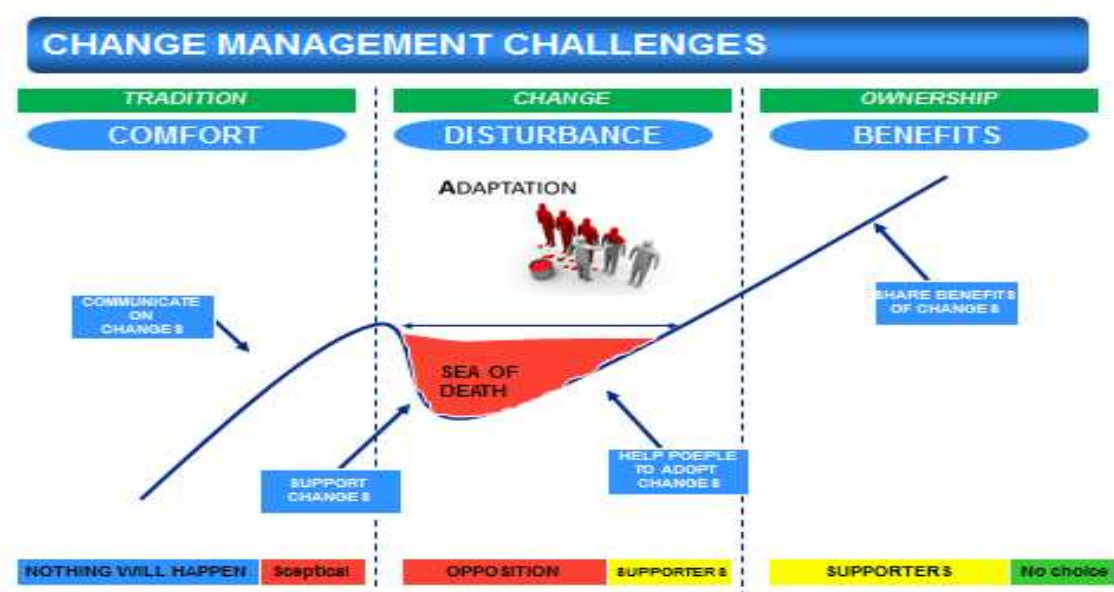 CHANGE MANAGEMENT CHALLENGES
TRADITION
CHANGE
OWNERSHIP
COMFORT
DISTURBANCE
BENEFITS
ADAPTATION
COMMUNICATE
ON
CHANGES
SHARE BENEFITS
OF CHANGES
SEA OF
DEATH
SUPPORT
CHANGES
HELP POEPLE
TO ADOPT
CHANGES
NOTHING WILL HAPPEN
Sceptical
OPPOSITION
SUPPORTERS
SUPPORTERS
No choice